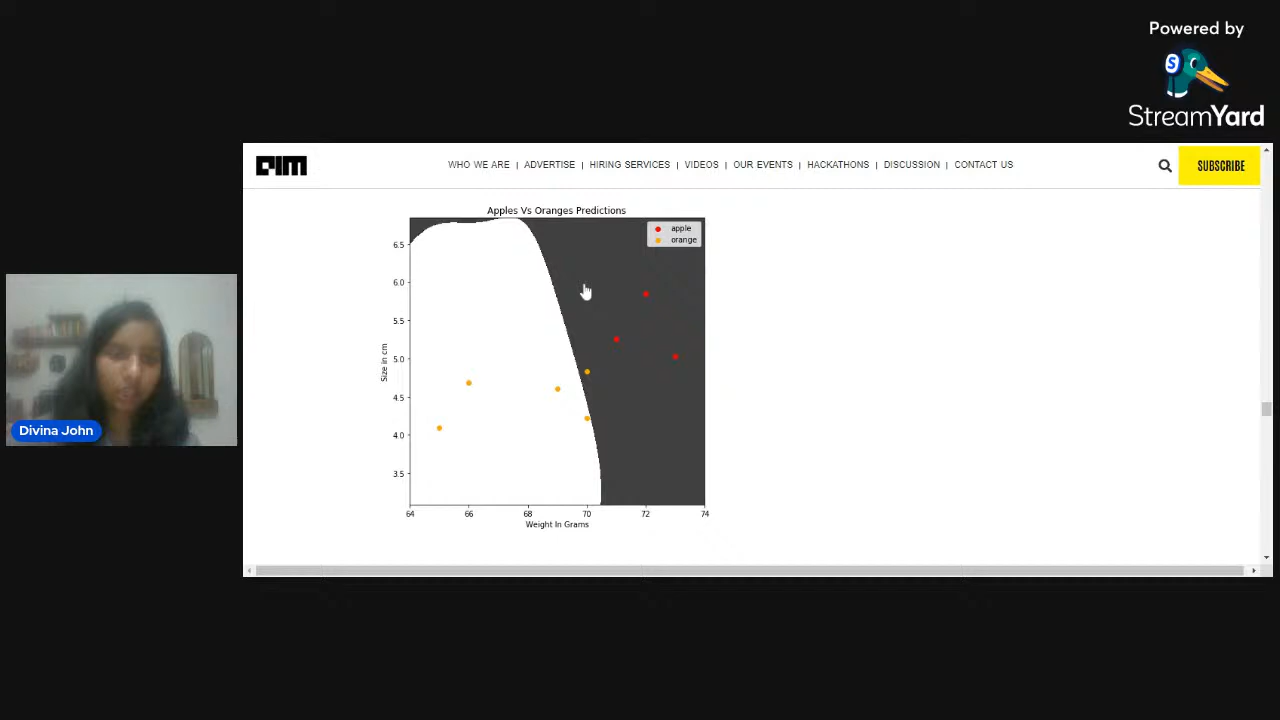 Powered by
S
StreamYard
AIM
WHO WE ARE | ADVERTISE | HIRING SERVICES | VIDEOS | OUR EVENTS | HACKATHONS | DISCUSSION | CONTACT US
SUBSCRIBE
Apples Vs Oranges Predictions
apple
orange
6.5
6.0
5.5
5.0
4.5
4.0
3.5
Size in cm
64 66 68 70 72 74
Weight In Grams
Divina John